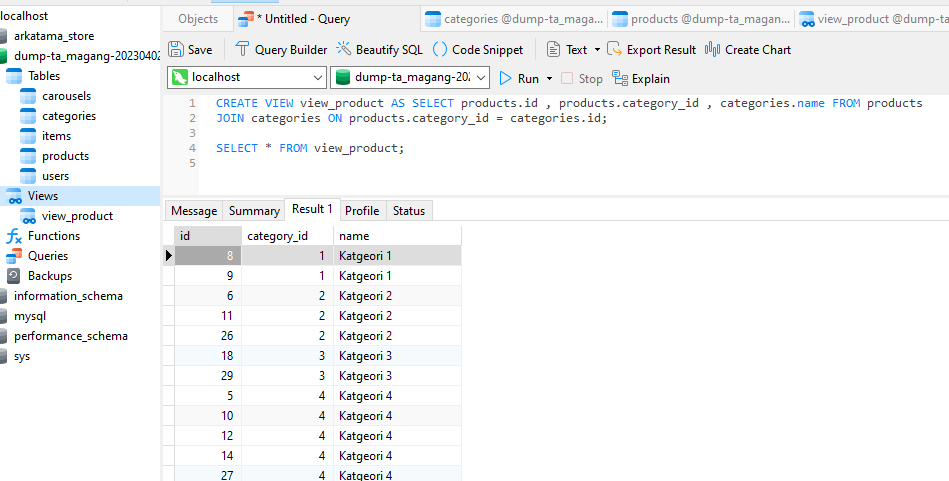 localhost
arkatama_store
dump-ta_magang-20230402
Tables
carousels
categories
items
products
users
Views
view_product
Functions
Queries
Backups
information_schema
mysql
performance_schema
sys
Objects
* Untitled - Query
categories @dump-ta_maga...
products @dump-ta_magan...
view_product @dump-ta
Save
Query Builder
Beautify SQL
() Code Snippet
Text
Export Result
Create Chart
localhost
dump-ta_magang-202
Run
Stop
Explain
1 CREATE VIEW view_product AS SELECT products.id , products.category_id , categories.name FROM products
2 JOIN categories ON products.category_id = categories.id;
3
4 SELECT * FROM view_product;
5
Message Summary Result 1 Profile Status
id category_id name
8 1 Katgeori 1
9 1 Katgeori 1
6 2 Katgeori 2
11 2 Katgeori 2
26 2 Katgeori 2
18 3 Katgeori 3
29 3 Katgeori 3
5 4 Katgeori 4
10 4 Katgeori 4
12 4 Katgeori 4
14 4 Katgeori 4
27 4 Katgeori 4